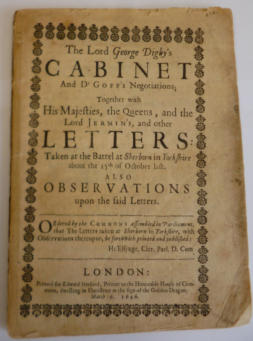 The Lord George Digby's
CABINET
And Dr Goff's Negotiations;
Together with
His Majesties, the Queens, and the
Lord Jermin's, and other
LETTERS:
Taken at the Battel at Sherborn in Yorkshire
about the 15th of October last.
ALSO
OBSERVATIONS
upon the said Letters.
Ordered by the Commons assembled in Parliament,
that The Letters taken at Sherborn in Yorkshire, with
Observations thereupon, be forthwith printed and published:
H: Elsynge, Cler. Parl. D. Com.
LONDON:
Printed for Edward Husband, Printer to the Honorable House of Com-
mons, dwelling in Fleetstreet at the sign of the Golden Dragon,
March 1646.